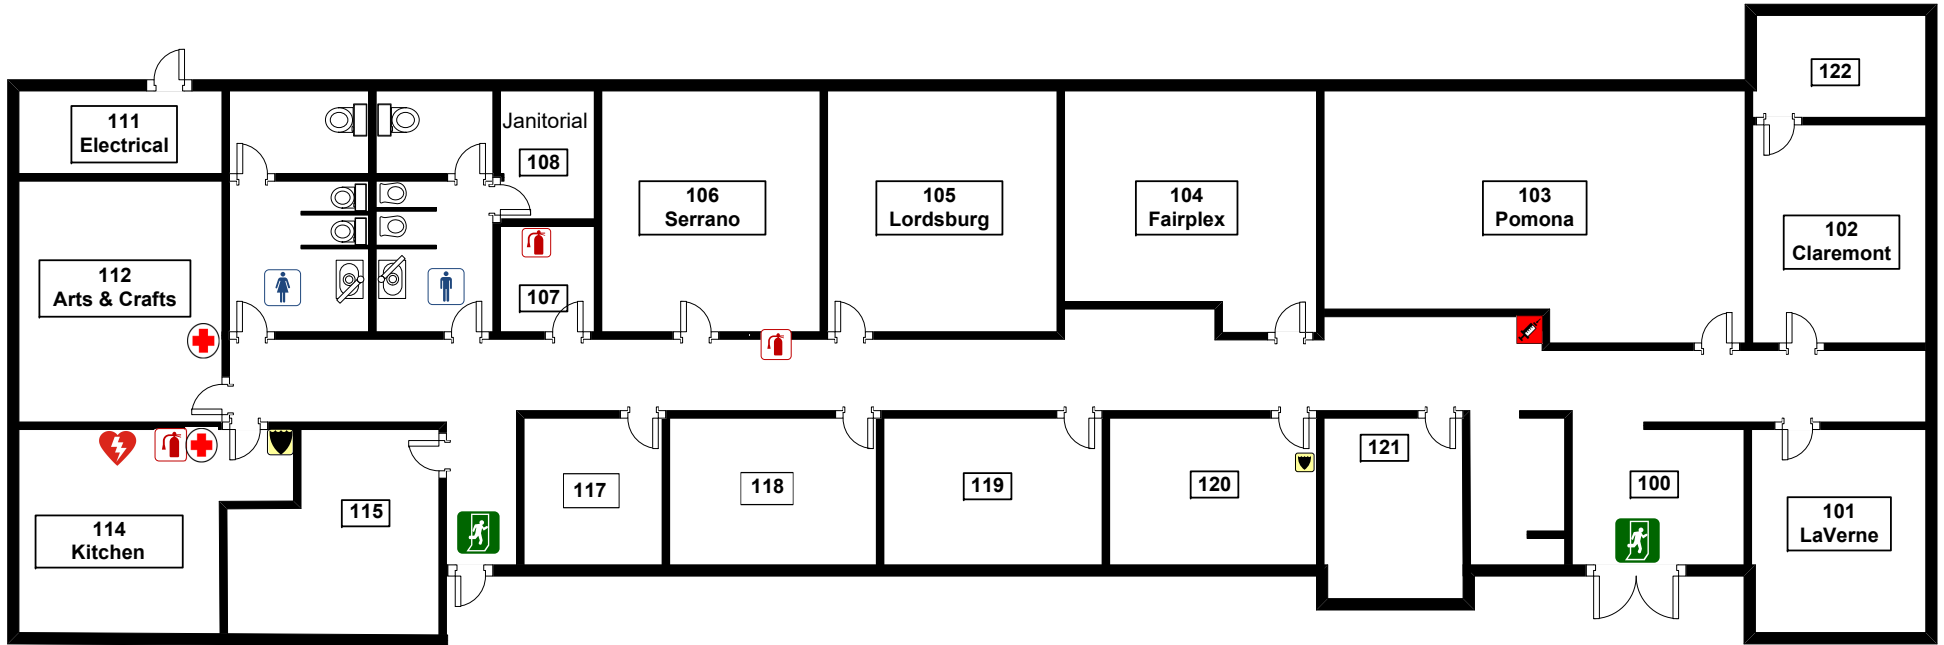 122
111
Electrical
Janitorial
108
106
Serrano
105
Lordsburg
104
Fairplex
103
Pomona
102
Claremont
112
Arts & Crafts
107
114
Kitchen
115
117
118
119
120
121
100
101
LaVerne